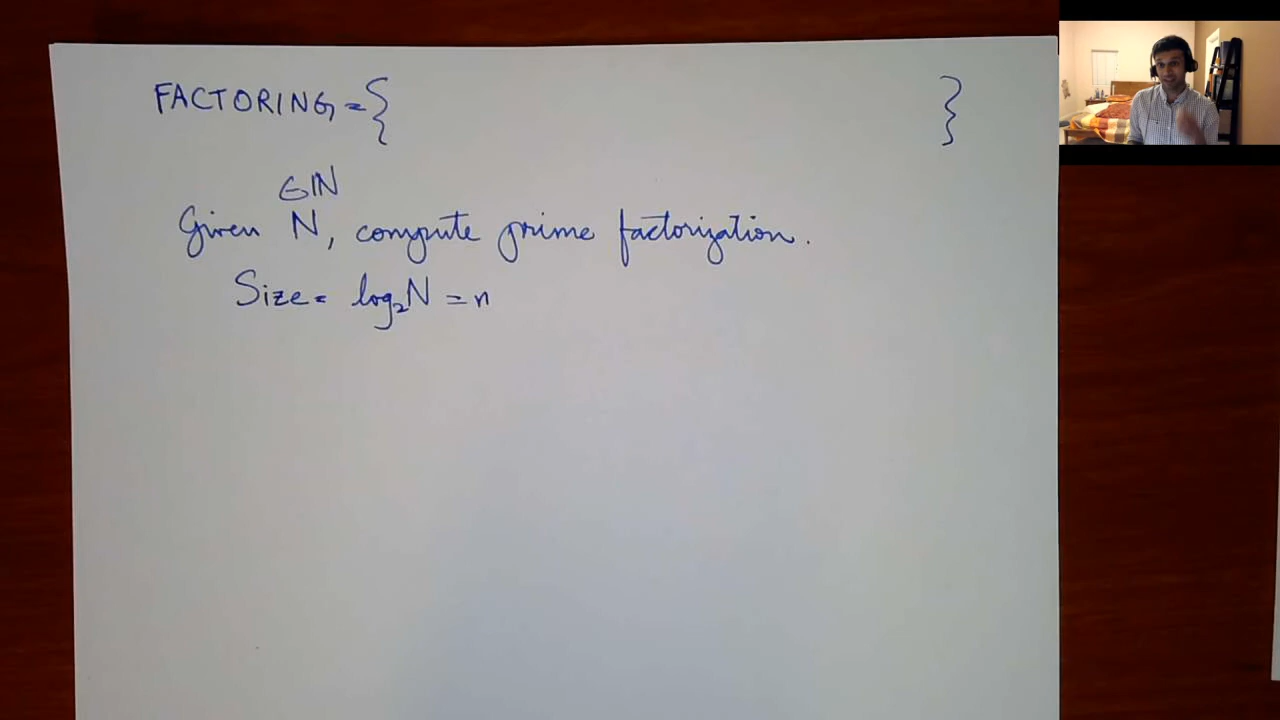 FACTORING = { }
∈ ℕ
Given N, compute prime factorization.
Size = log₂N = n